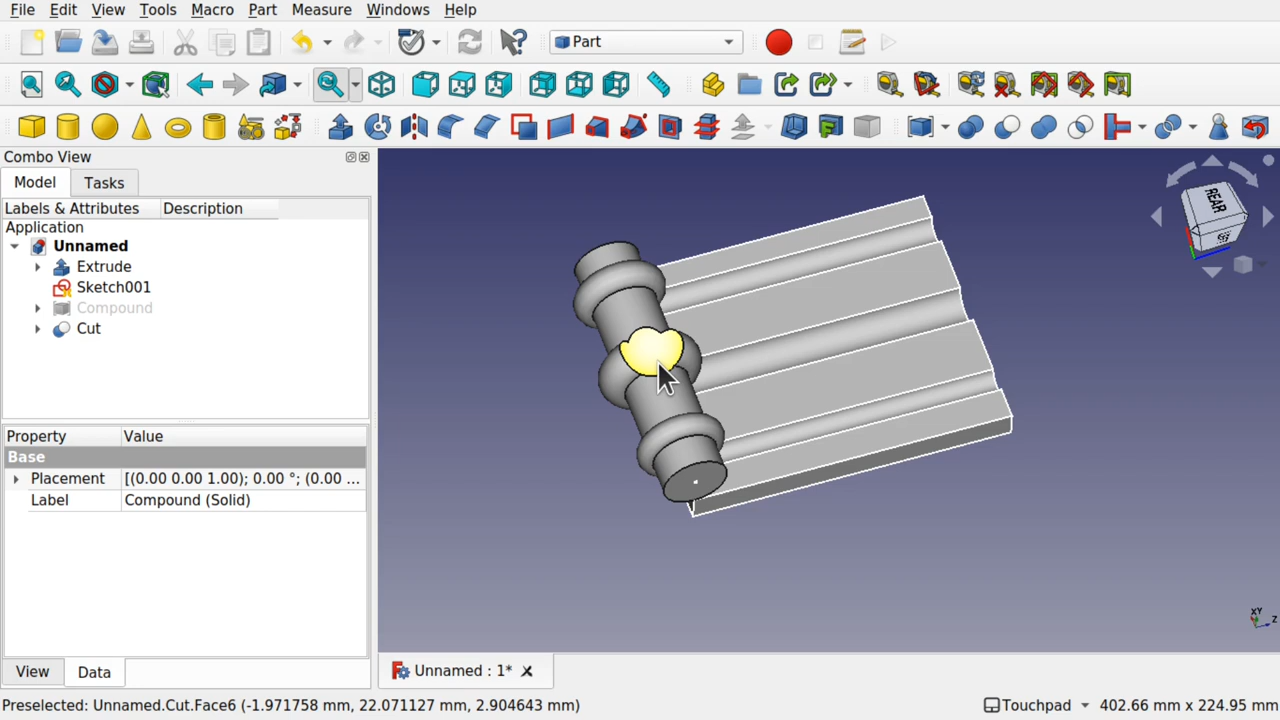 File Edit View Tools Macro Part Measure Windows Help
Part
Combo View
Model Tasks
Labels & Attributes Description
Application
Unnamed
Extrude
Sketch001
Compound
Cut
REAR
Property Value
Base
Placement [(0.00 0.00 1.00); 0.00 °; (0.00 ...
Label Compound (Solid)
XY
Z
View Data
Unnamed : 1*
Preselected: Unnamed.Cut.Face6 (-1.971758 mm, 22.071127 mm, 2.904643 mm)
Touchpad 402.66 mm x 224.95 mm